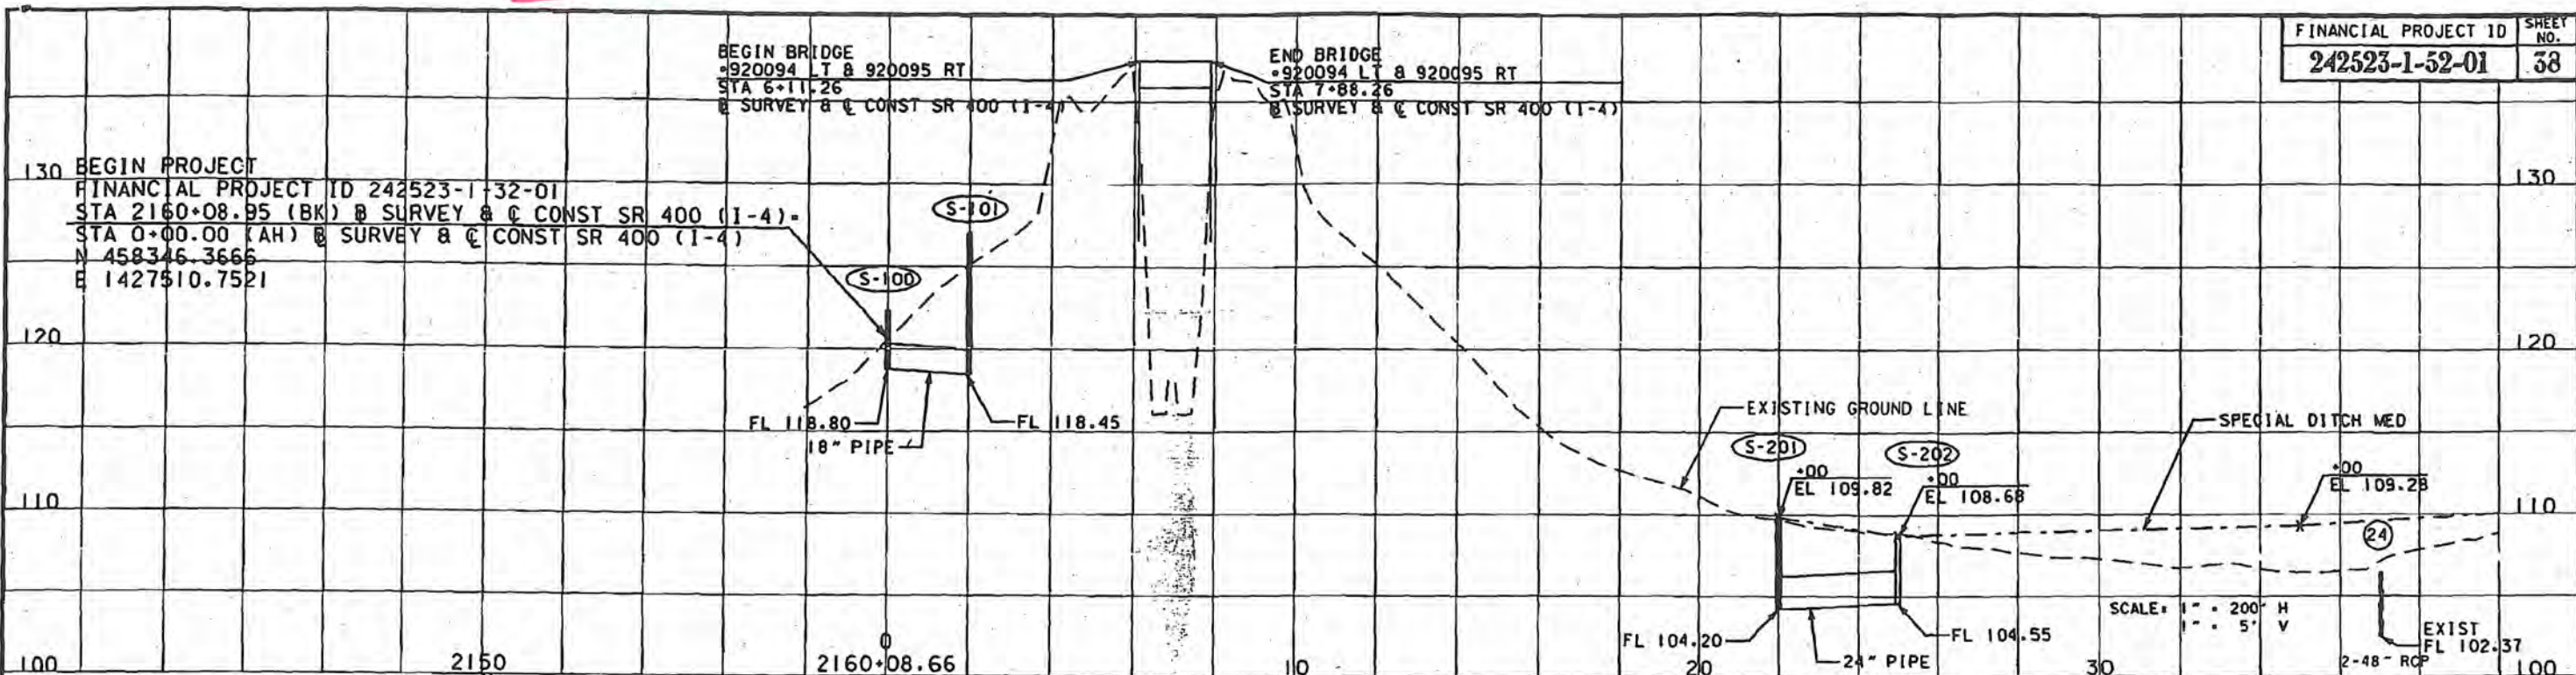 FINANCIAL PROJECT ID
SHEET NO.
242523-1-52-01
38
BEGIN BRIDGE
•920094 LT & 920095 RT
STA 6+11.26
℄ CONST SR 400 (I-4)
END BRIDGE
•920094 LT & 920095 RT
STA 7+88.26
SURVEY & ℄ CONST SR 400 (I-4)
130
BEGIN PROJECT
FINANCIAL PROJECT ID 242523-1-32-01
STA 2160+08.95 (BK) ƀ SURVEY & ℄ CONST SR 400 (I-4)=
STA 0+00.00 (AH) ƀ SURVEY & ℄ CONST SR 400 (I-4)
N 458346.3666
E 1427510.7521
S-101
S-100
130
120
120
FL 118.80
18" PIPE
FL 118.45
EXISTING GROUND LINE
SPECIAL DITCH MED
S-201
S-202
+00
EL 109.82
+00
EL 108.68
+00
EL 109.28
110
110
24
SCALE: 1" = 200' H
1" = 5' V
FL 104.20
24" PIPE
FL 104.55
EXIST
FL 102.37
2-48" RCP
100
2150
0
2160+08.66
10
20
30
100